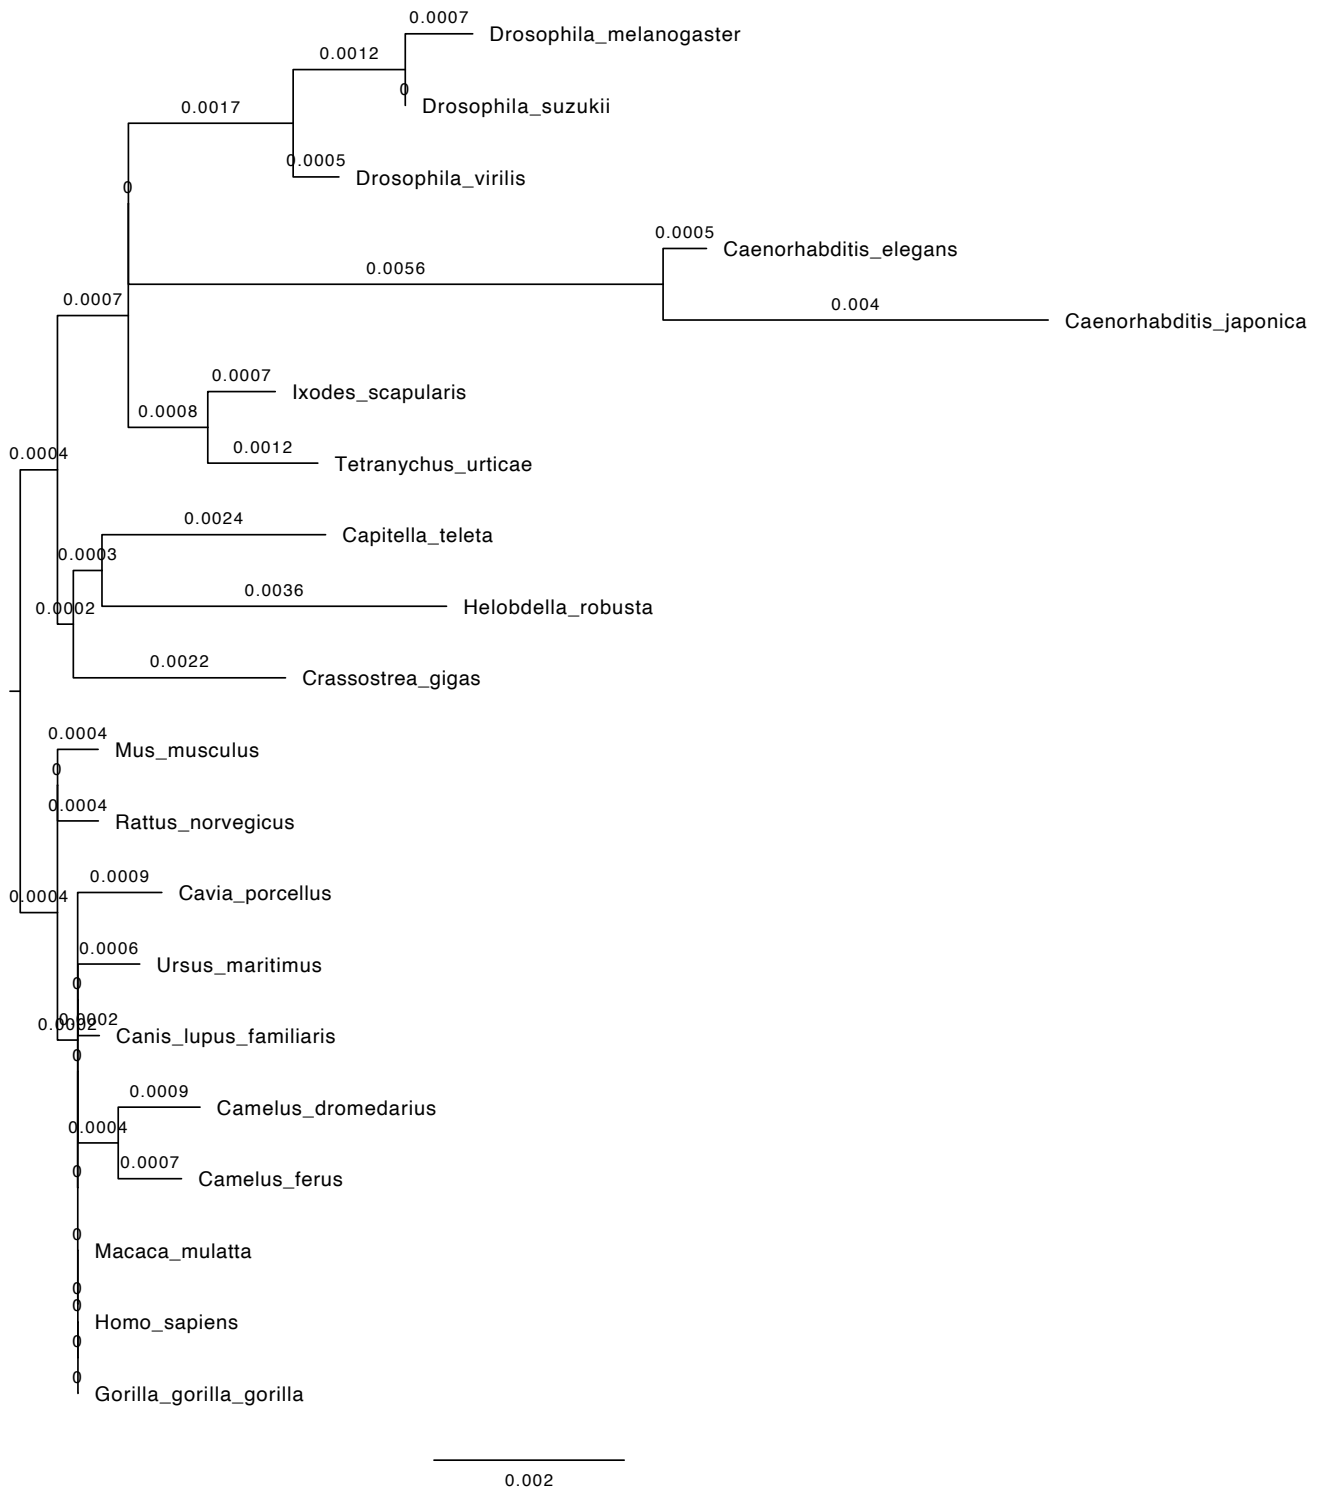 0.0007
Drosophila_melanogaster
0.0012
0
Drosophila_suzukii
0.0017
0.0005
Drosophila_virilis
0
0.0005
Caenorhabditis_elegans
0.0056
0.0007
0.004
Caenorhabditis_japonica
0.0007
Ixodes_scapularis
0.0008
0.0012
Tetranychus_urticae
0.0004
0.0024
Capitella_teleta
0.0003
0.0036
Helobdella_robusta
0.0002
0.0022
Crassostrea_gigas
0.0004
Mus_musculus
0
0.0004
Rattus_norvegicus
0.0009
Cavia_porcellus
0.0004
0.0006
Ursus_maritimus
0
0.0002
0.0002
Canis_lupus_familiaris
0
0.0009
Camelus_dromedarius
0.0004
0.0007
Camelus_ferus
0
0
Macaca_mulatta
0
0
Homo_sapiens
0
0
Gorilla_gorilla_gorilla
0.002